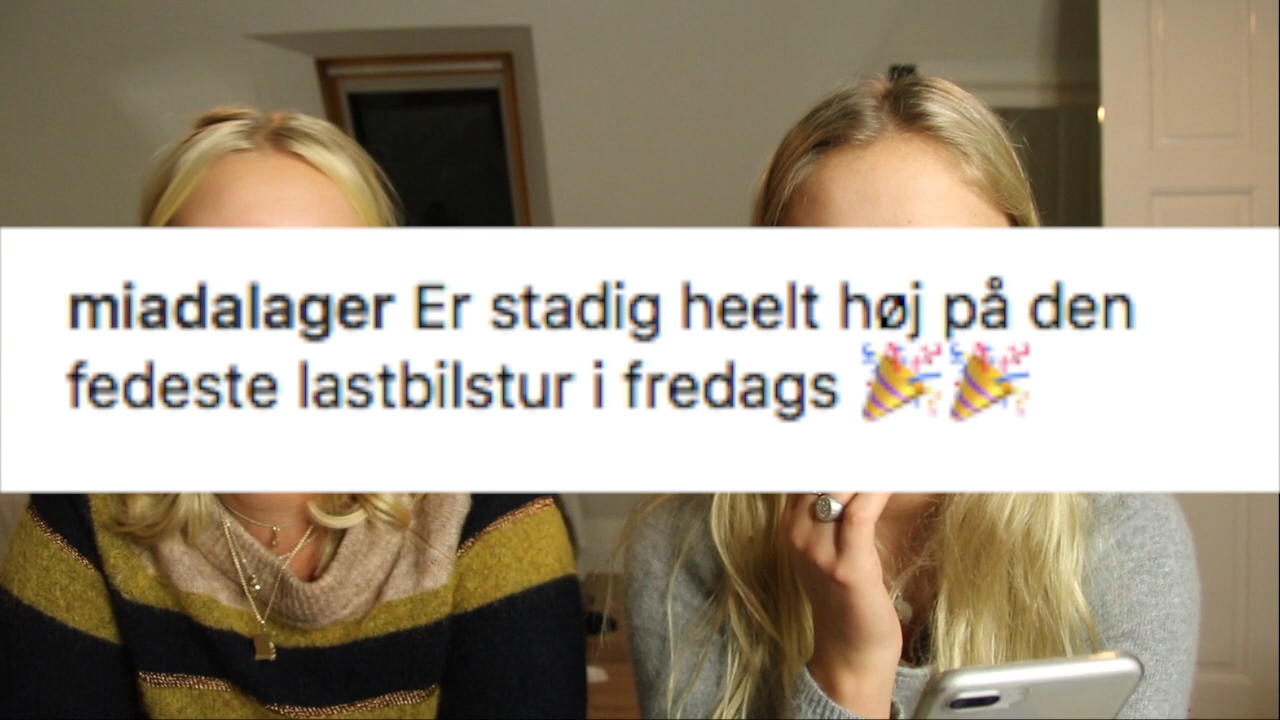 miadalager Er stadig heelt høj på den
fedeste lastbilstur i fredags 🎉🎉